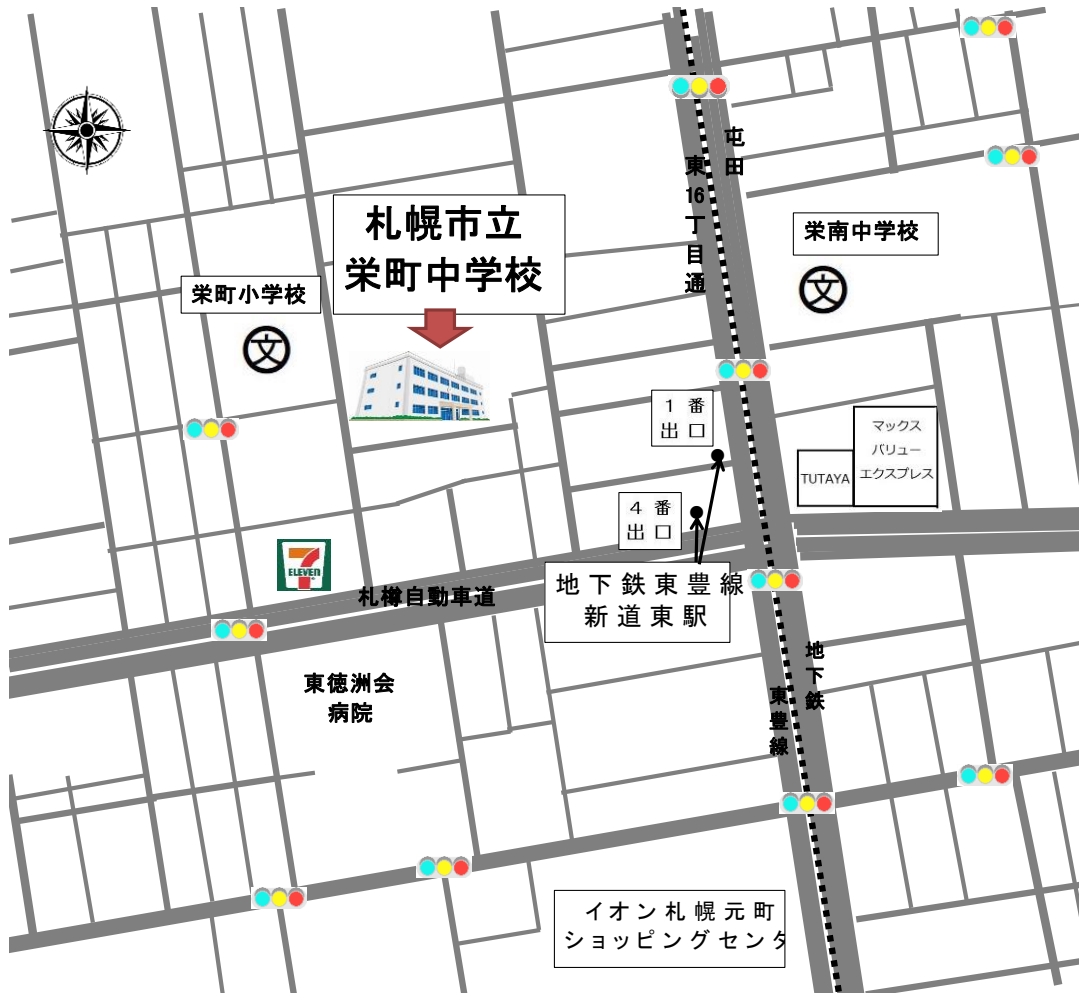 屯田
東16丁目通
札幌市立
栄町中学校
栄南中学校
栄町小学校
1番
出口
マックス
バリュー
エクスプレス
TUTAYA
4番
出口
7
ELEVEN
地下鉄東豊線
新道東駅
札樽自動車道
東徳洲会
病院
地下鉄
東豊線
イオン札幌元町
ショッピングセンタ
文
文